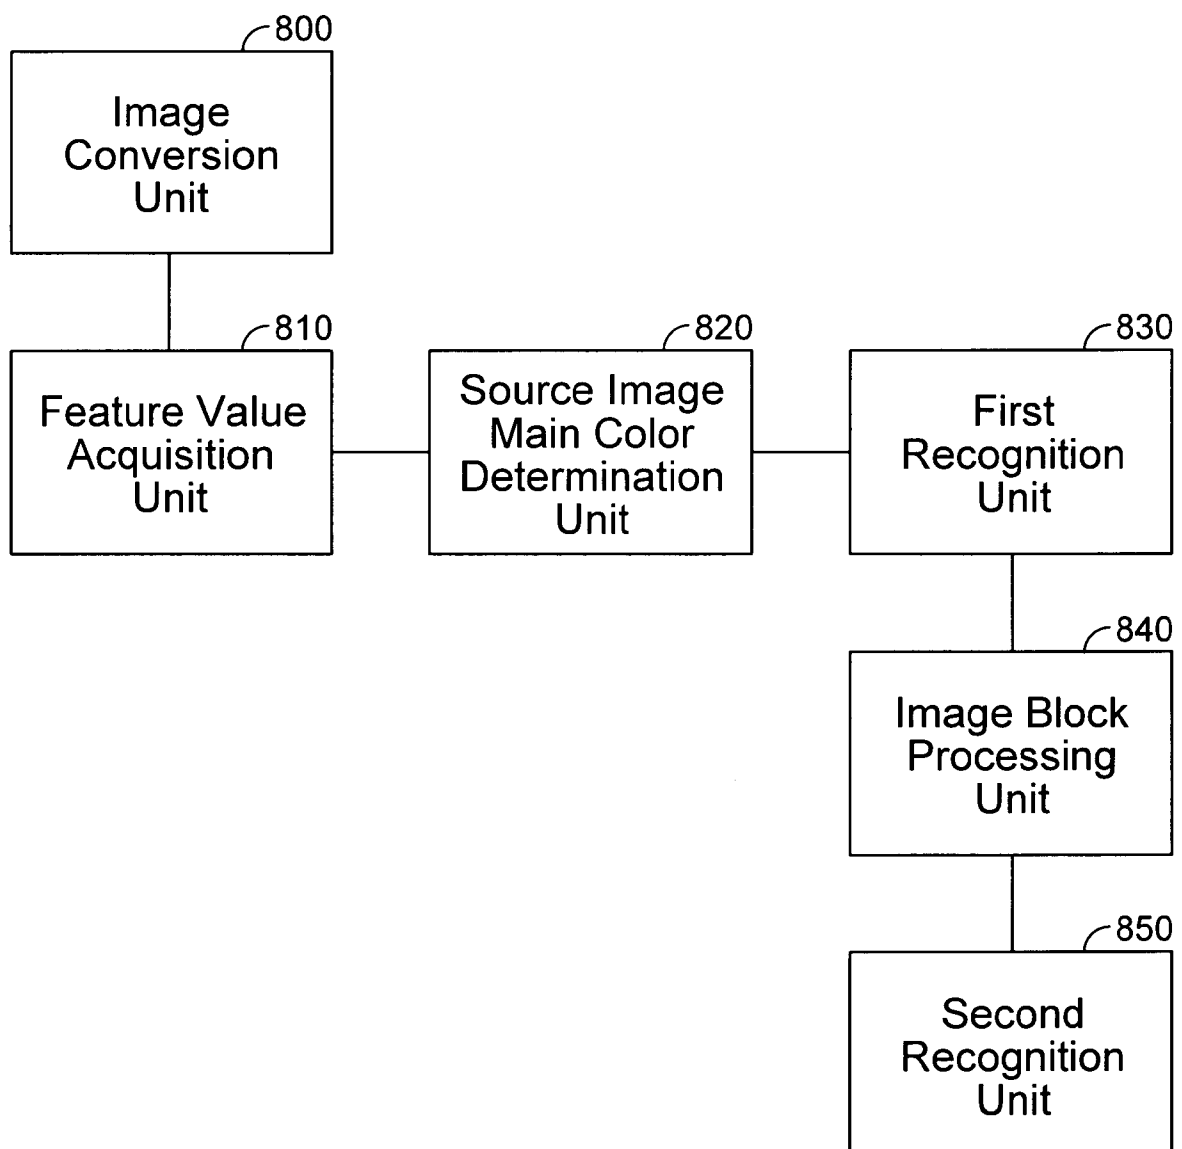 800
Image
Conversion
Unit
810
Feature Value
Acquisition
Unit
820
Source Image
Main Color
Determination
Unit
830
First
Recognition
Unit
840
Image Block
Processing
Unit
850
Second
Recognition
Unit